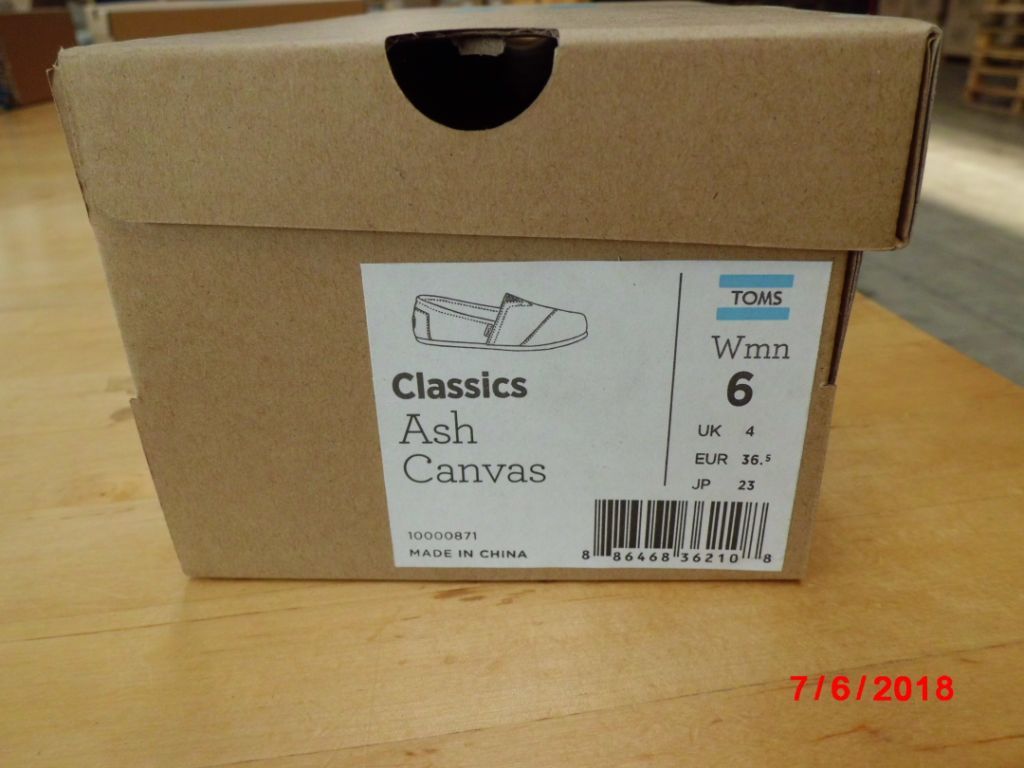 Classics
Ash
Canvas
10000871
MADE IN CHINA
TOMS
Wmn
6
UK 4
EUR 36.5
JP 23
8 86468 36210 8
7/6/2018